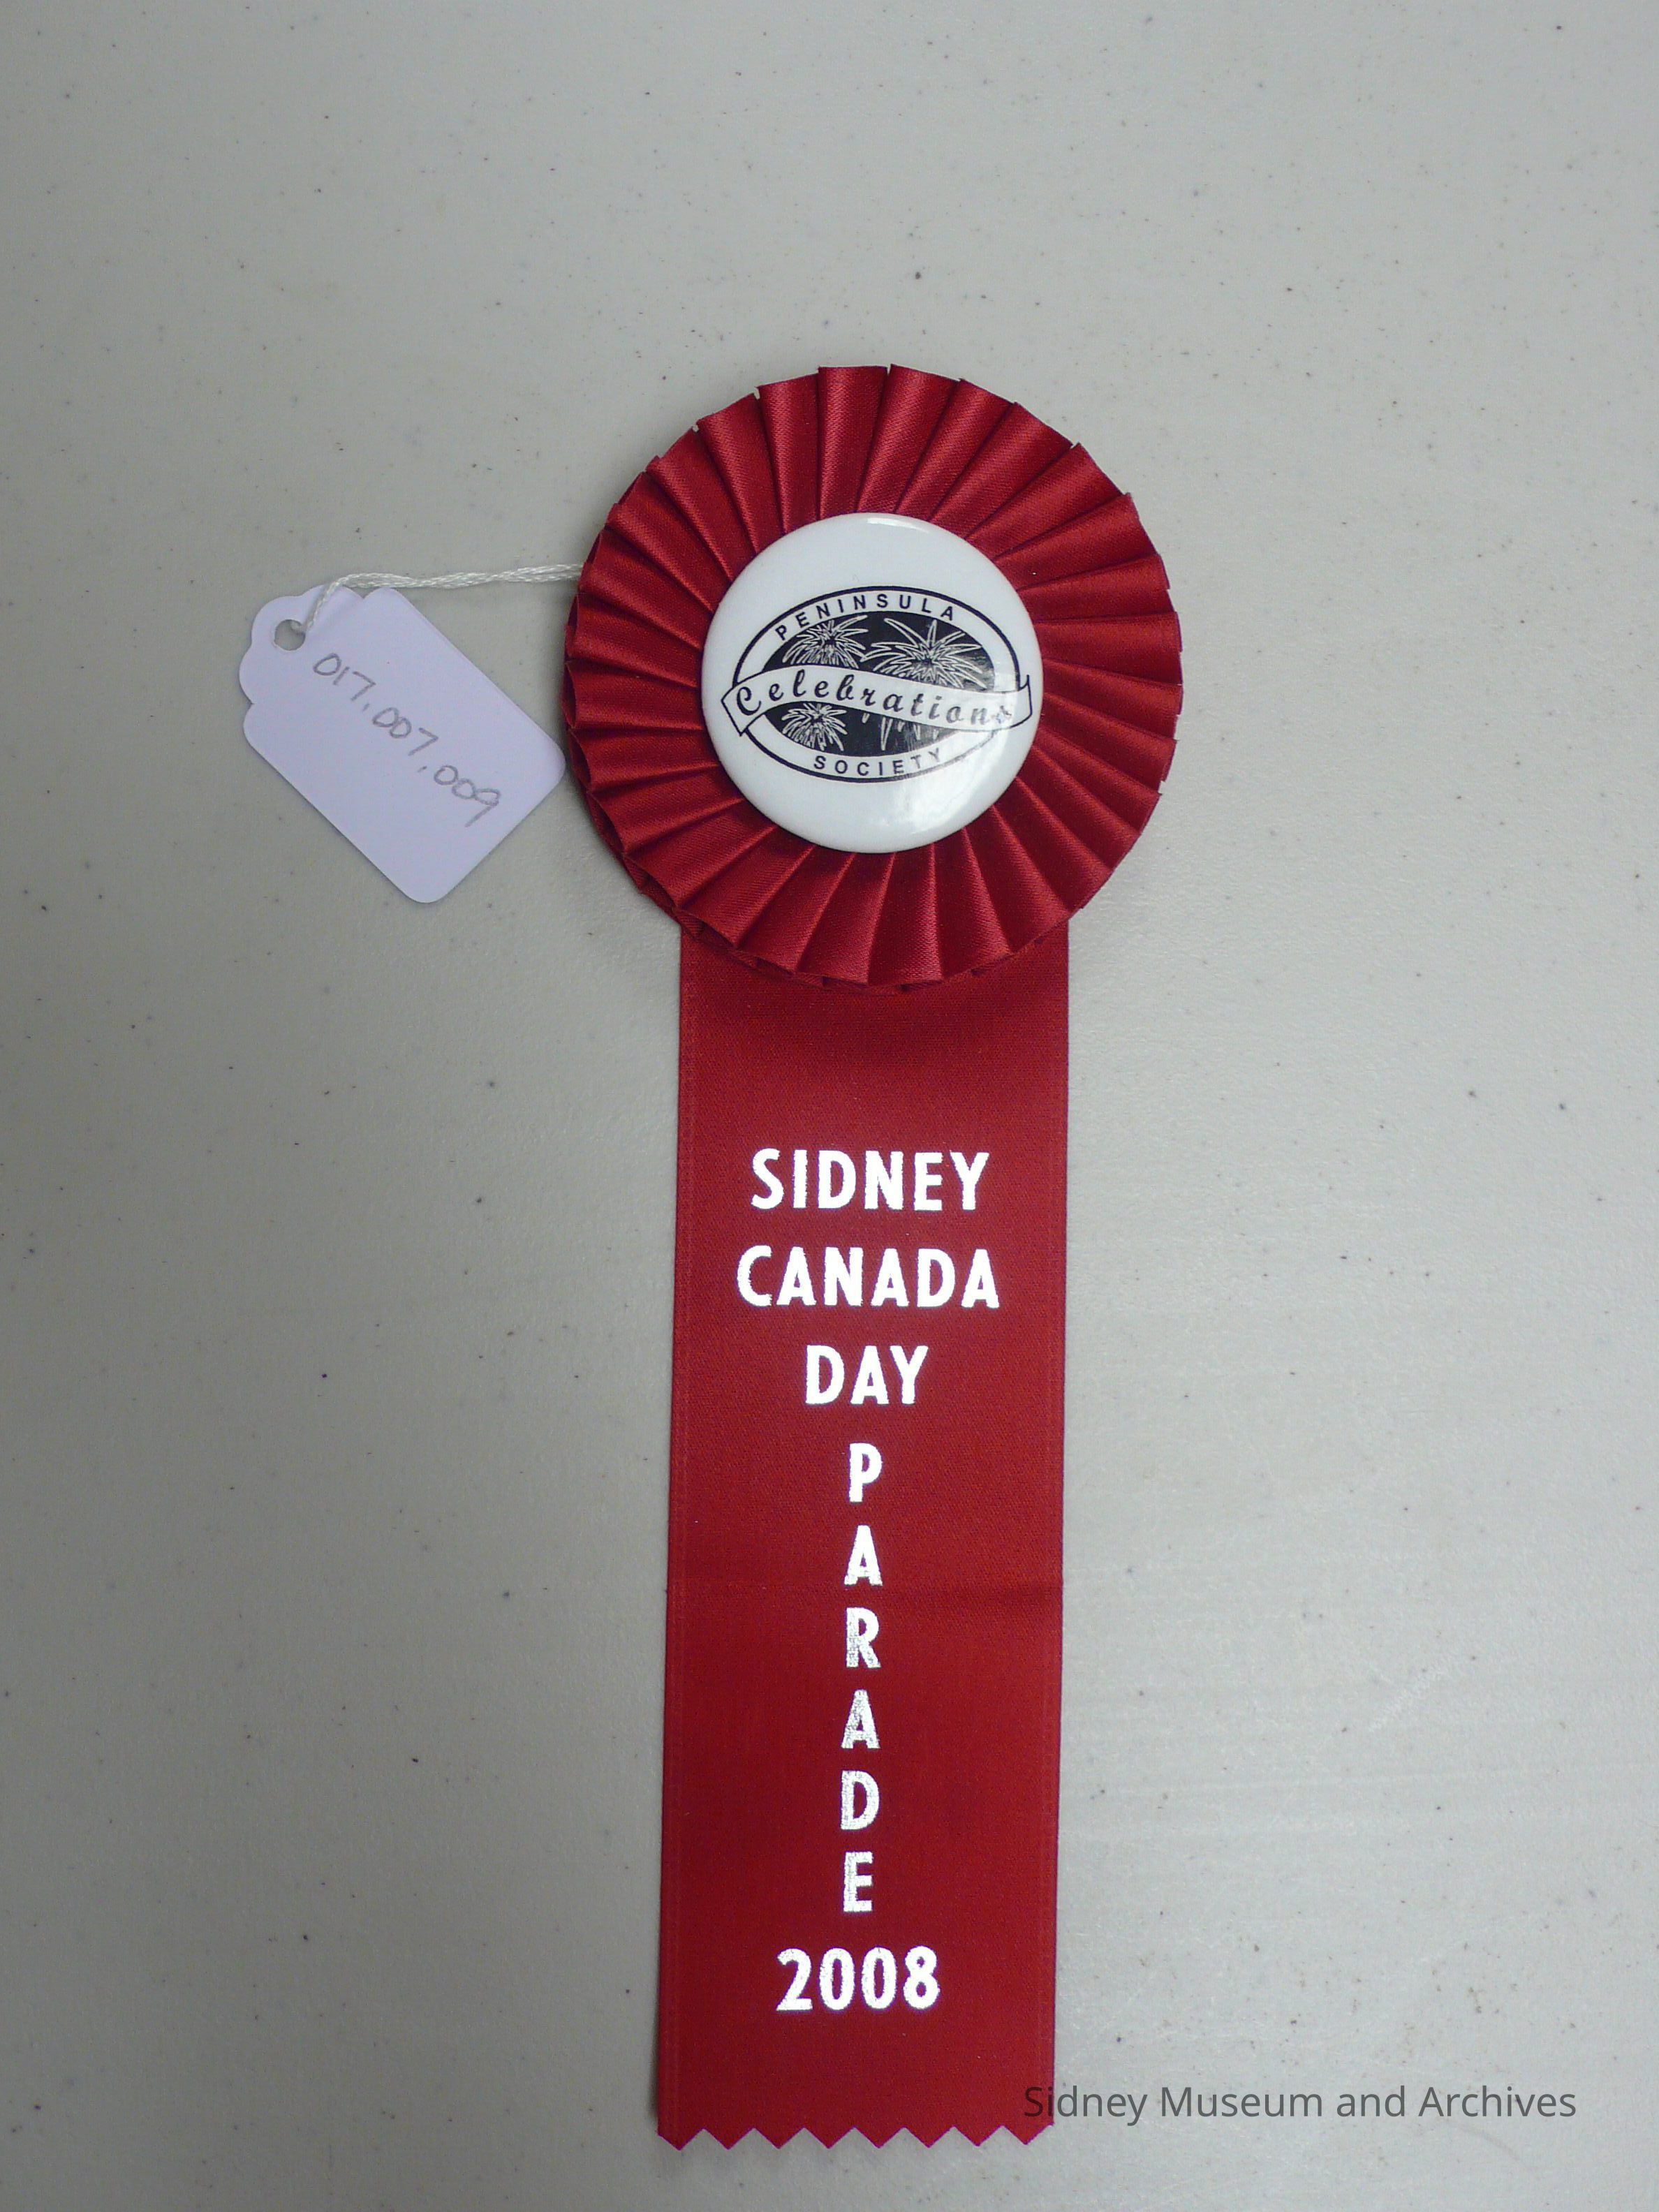 017.007.009
PENINSULA
Celebrations
SOCIETY
SIDNEY
CANADA
DAY
P
A
R
A
D
E
2008
Sidney Museum and Archives